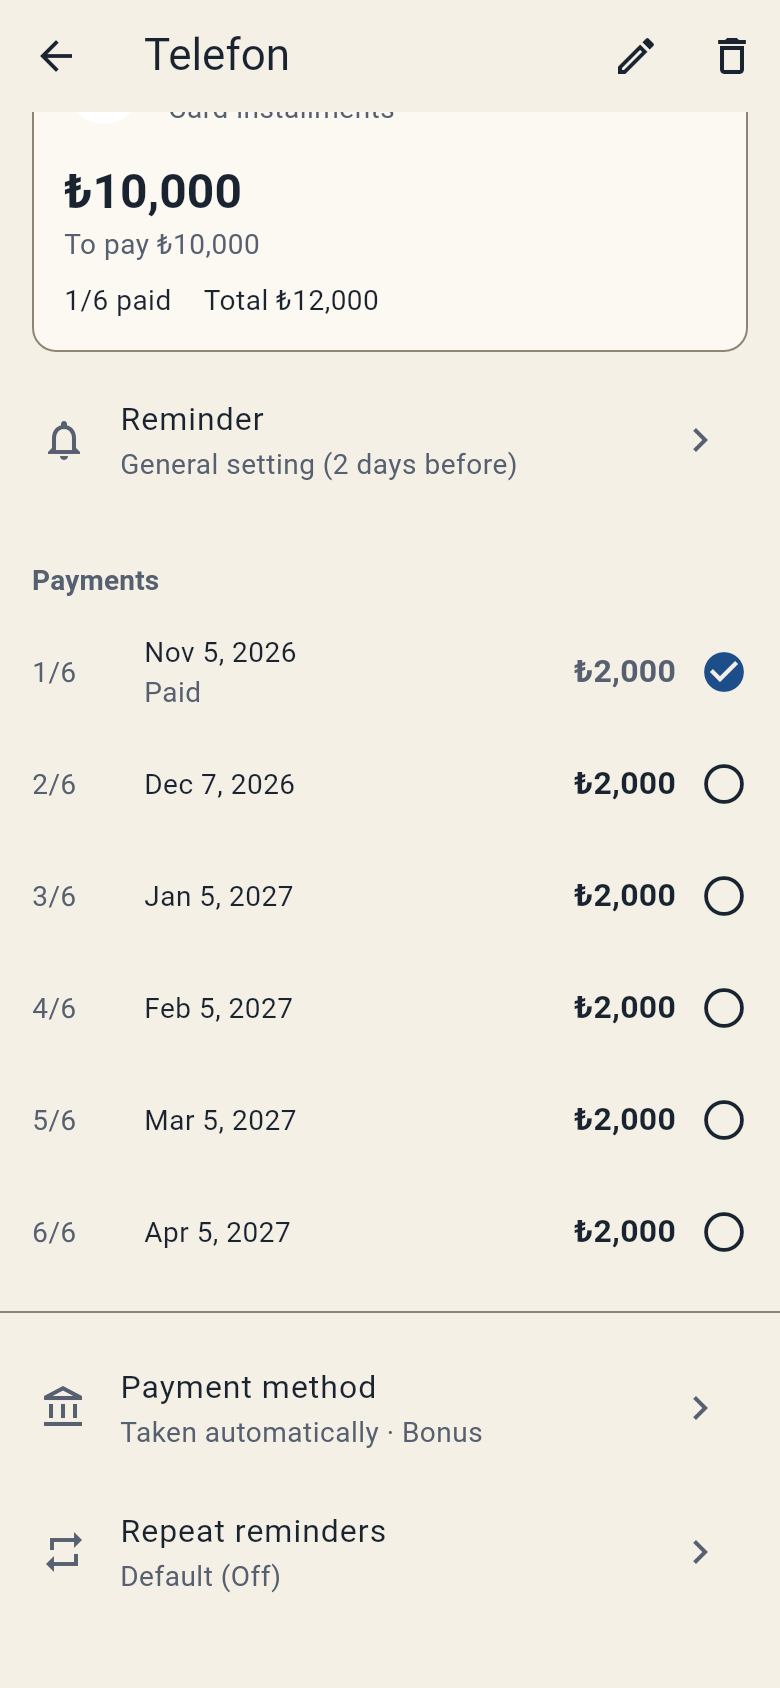 Telefon
Card installments
₺10,000
To pay ₺10,000
1/6 paid Total ₺12,000
Reminder
General setting (2 days before)
Payments
1/6 Nov 5, 2026 ₺2,000
Paid
2/6 Dec 7, 2026 ₺2,000
3/6 Jan 5, 2027 ₺2,000
4/6 Feb 5, 2027 ₺2,000
5/6 Mar 5, 2027 ₺2,000
6/6 Apr 5, 2027 ₺2,000
Payment method
Taken automatically · Bonus
Repeat reminders
Default (Off)